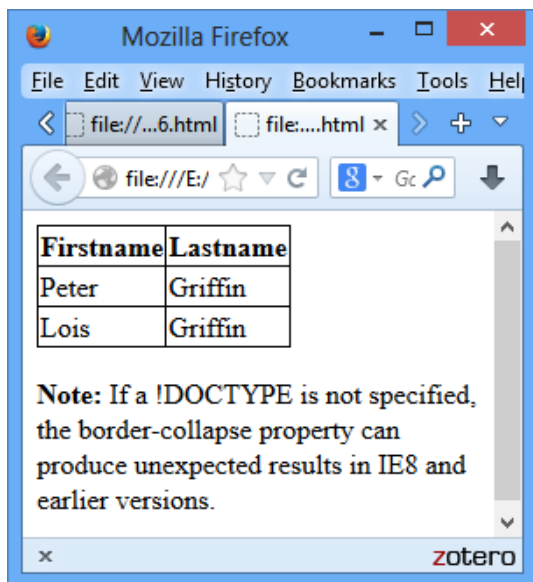 Mozilla Firefox
File Edit View History Bookmarks Tools
file://...6.html file:....html
file:///E:/ 8 Gc
Firstname Lastname
Peter Griffin
Lois Griffin
Note: If a !DOCTYPE is not specified,
the border-collapse property can
produce unexpected results in IE8 and
earlier versions.
zotero